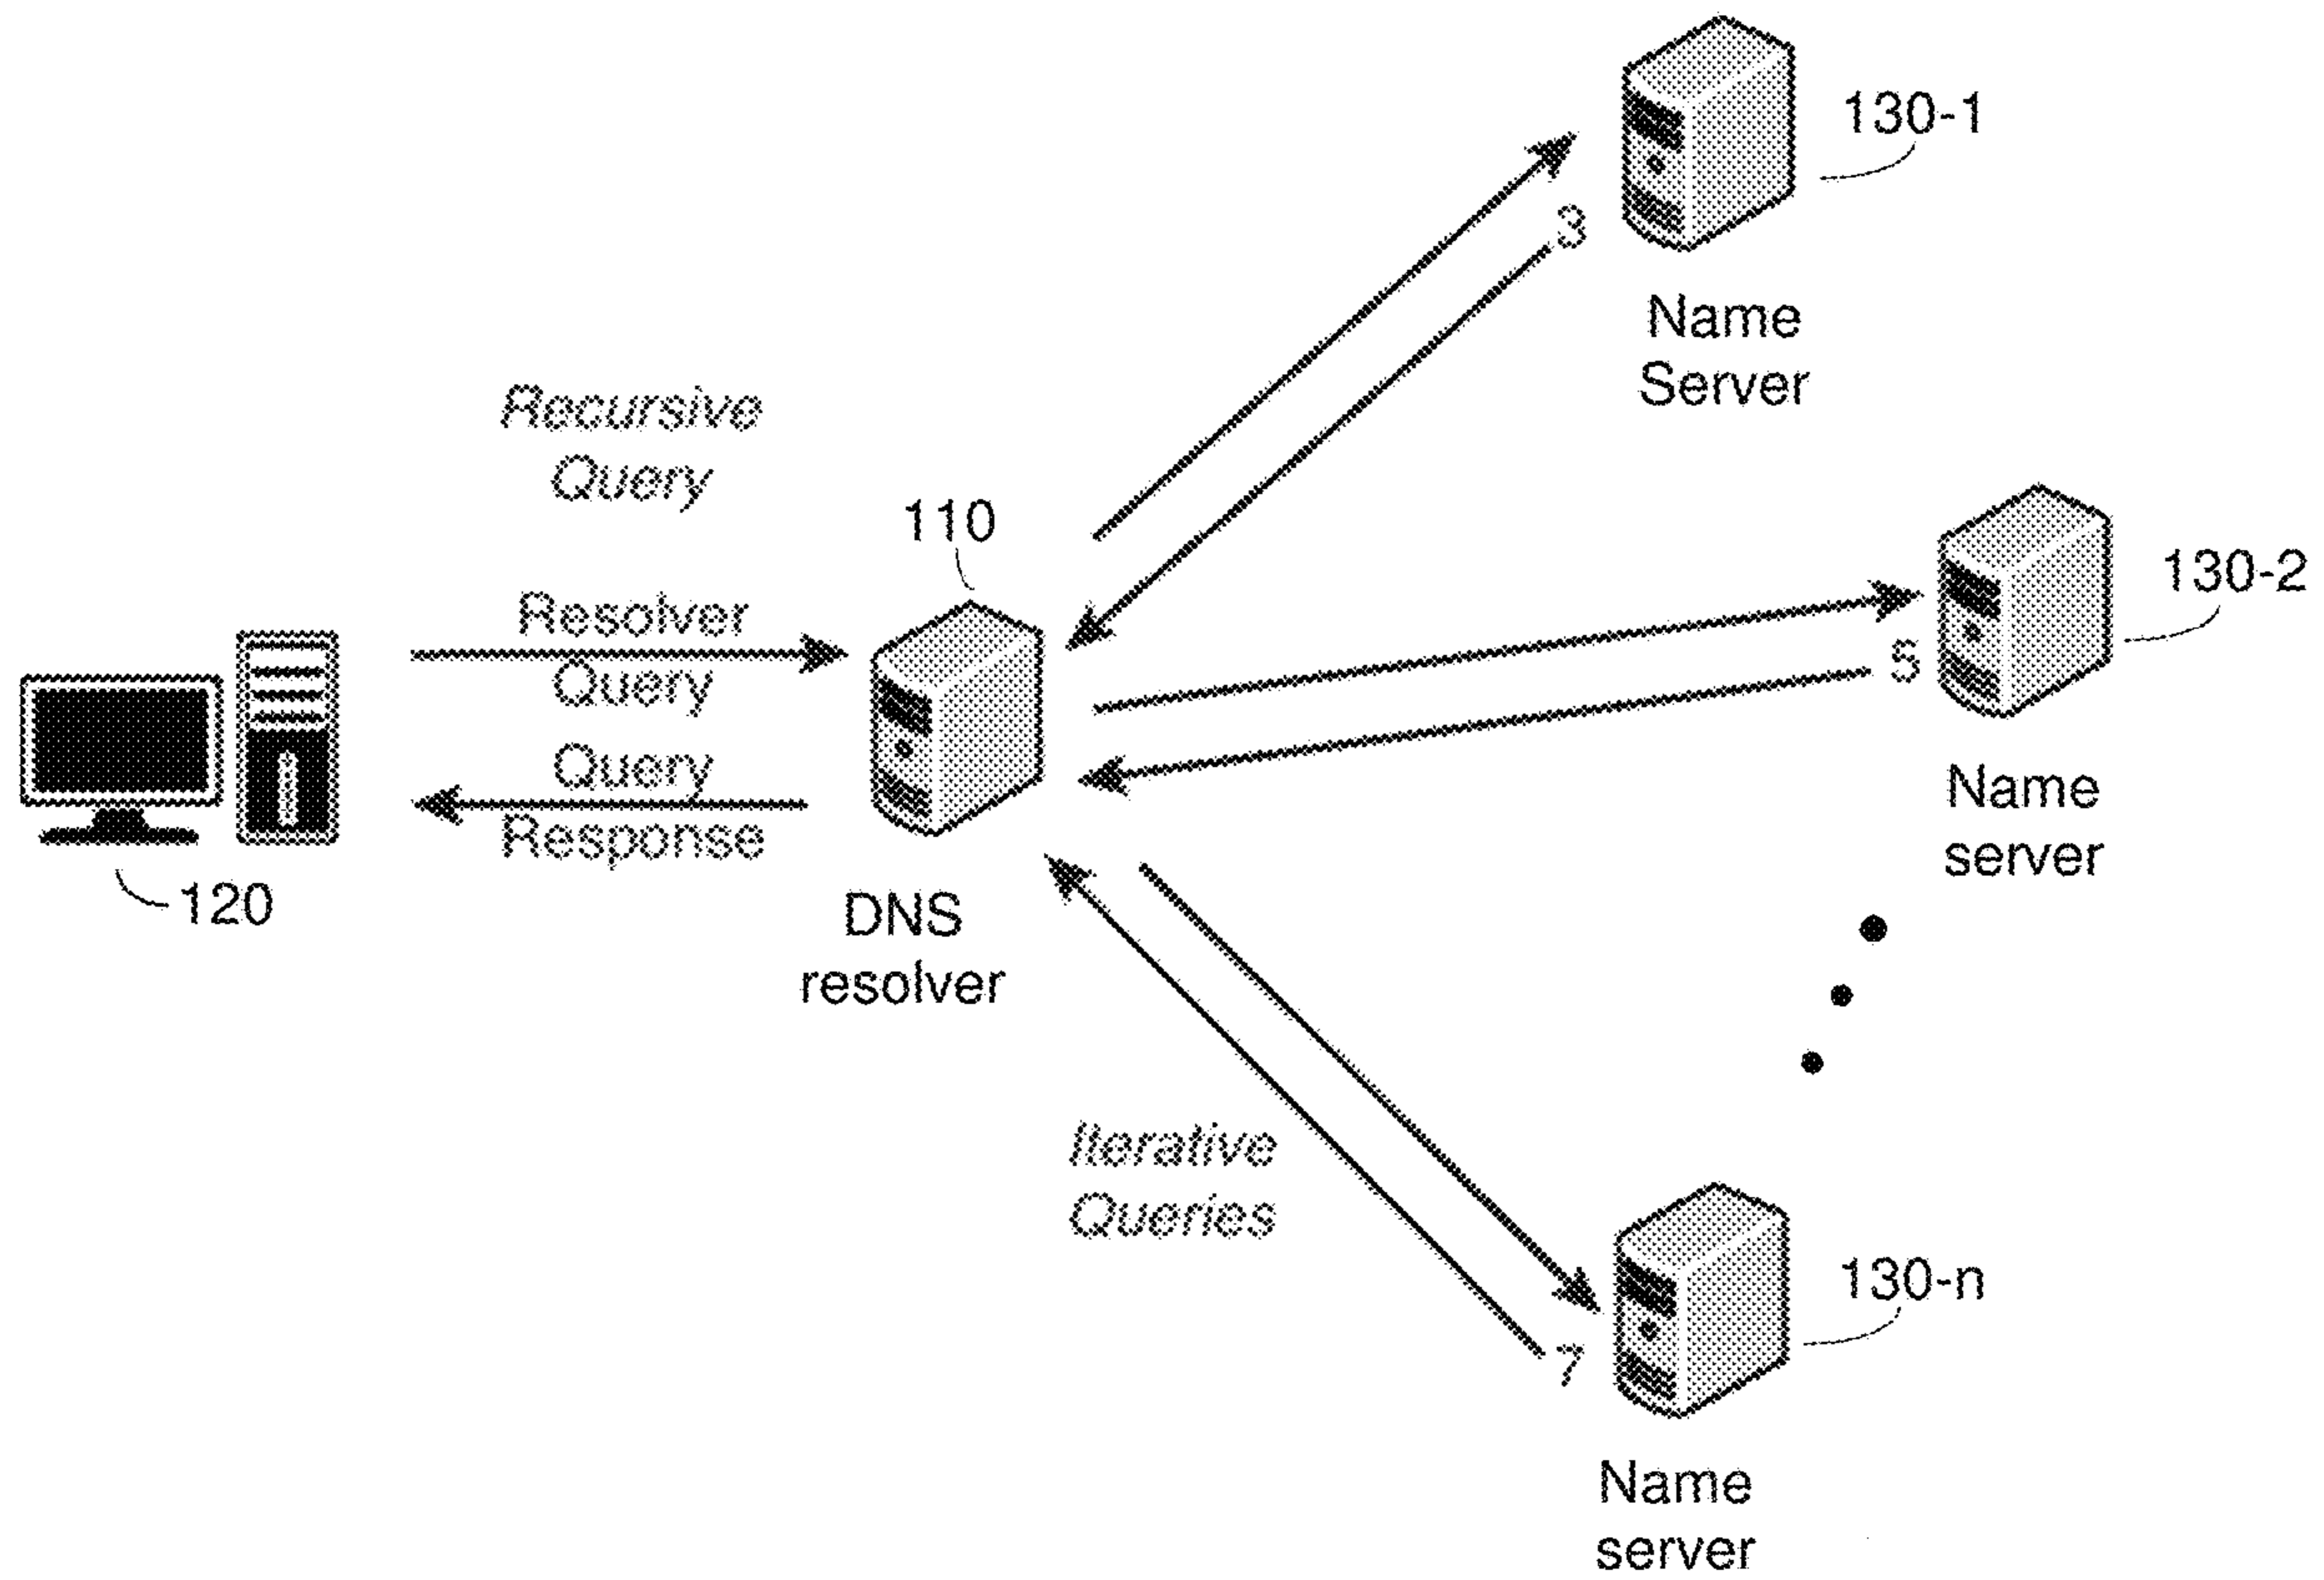 130-1
3
Name
Server
Recursive
Query
110
130-2
Resolver
Query
5
Query
Response
Name
server
120
DNS
resolver
Iterative
Queries
130-n
7
Name
server